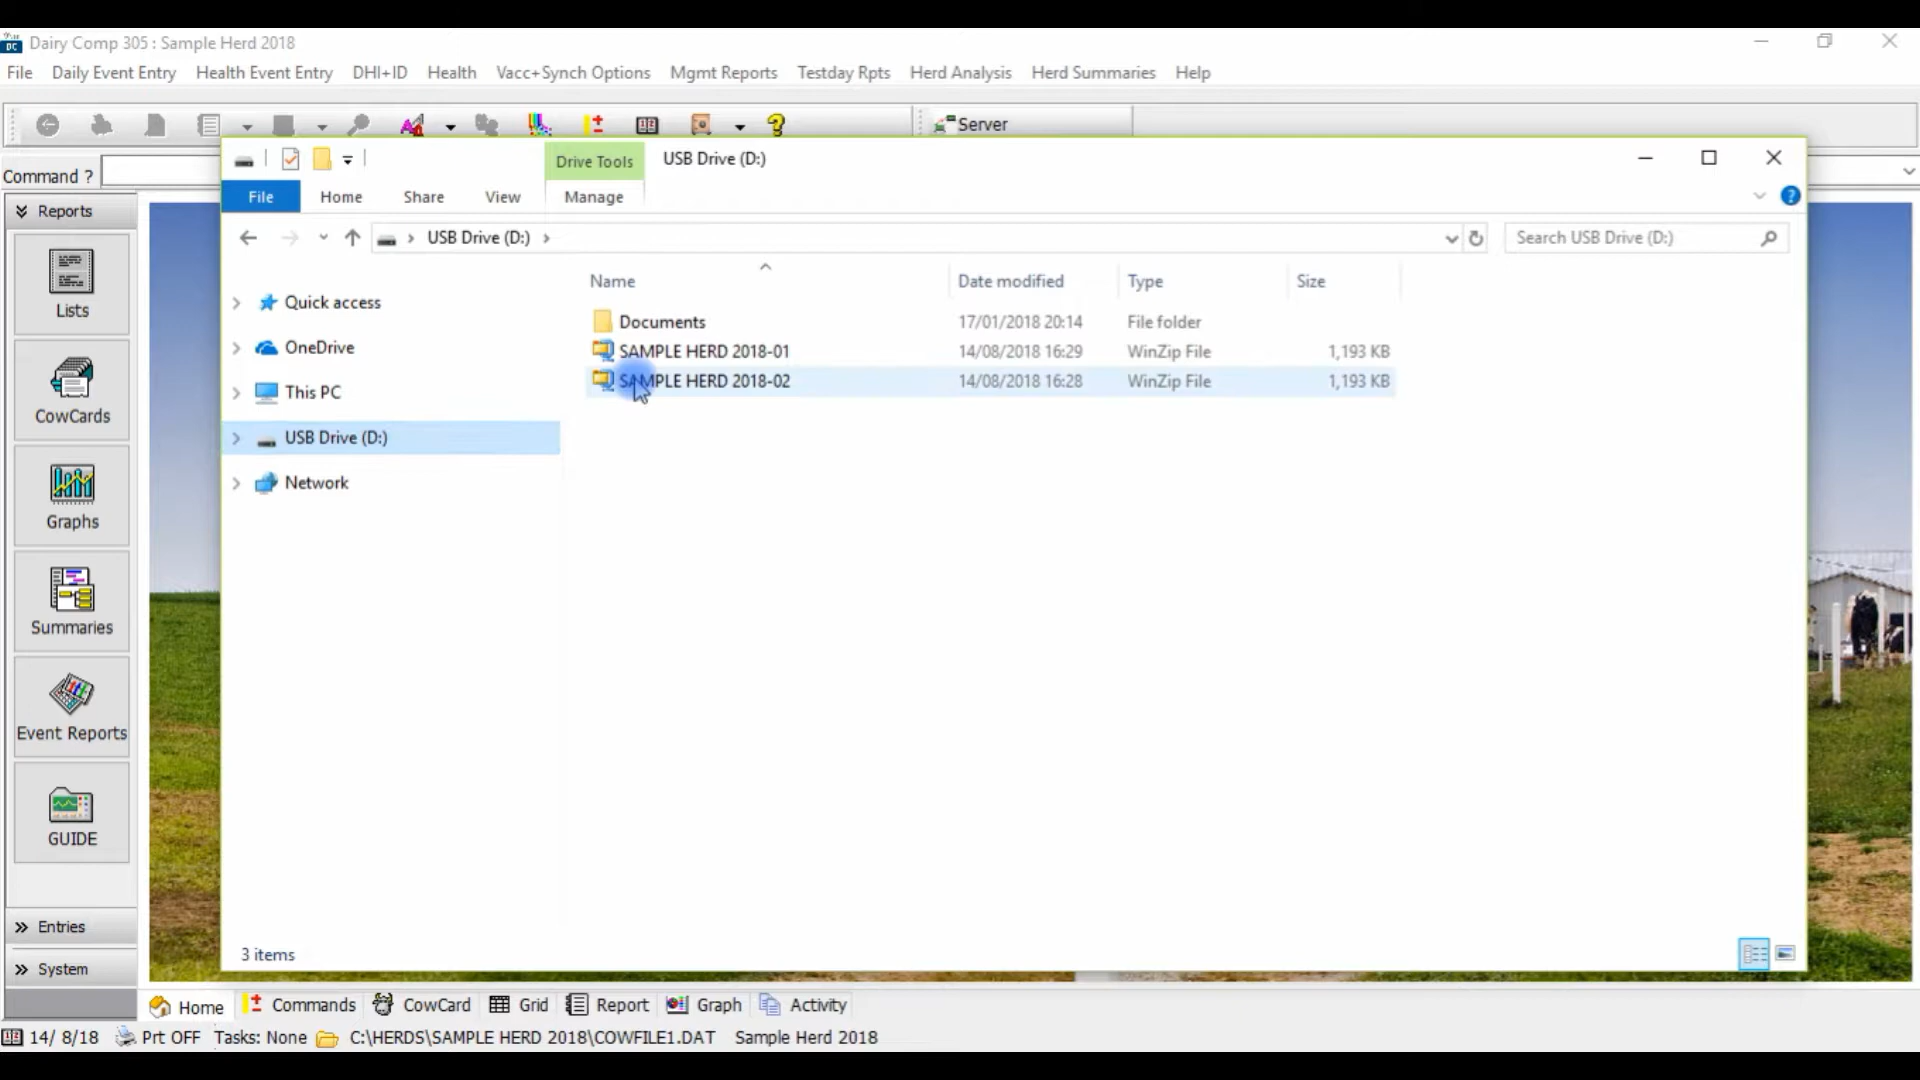 Dairy Comp 305 : Sample Herd 2018
File Daily Event Entry Health Event Entry DHI+ID Health Vacc+Synch Options Mgmt Reports Testday Rpts Herd Analysis Herd Summaries Help
Server
Command ?
Drive Tools USB Drive (D:)
File Home Share View Manage
USB Drive (D:)
Search USB Drive (D:)
Reports
Lists
CowCards
Graphs
Summaries
Event Reports
GUIDE
Entries
System
Quick access
OneDrive
This PC
USB Drive (D:)
Network
Name Date modified Type Size
Documents 17/01/2018 20:14 File folder
SAMPLE HERD 2018-01 14/08/2018 16:29 WinZip File 1,193 KB
SAMPLE HERD 2018-02 14/08/2018 16:28 WinZip File 1,193 KB
3 items
Home Commands CowCard Grid Report Graph Activity
14/ 8/18 Prt OFF Tasks: None C:\HERDS\SAMPLE HERD 2018\COWFILE1.DAT Sample Herd 2018